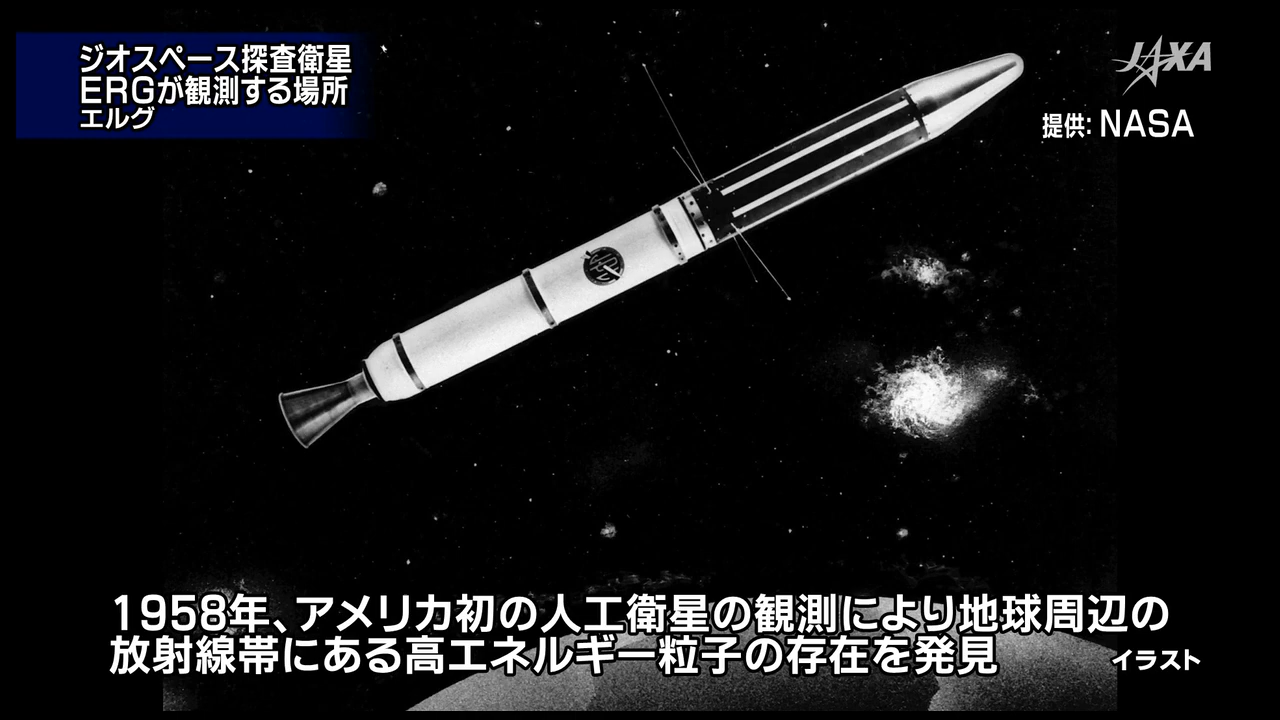 ジオスペース探査衛星
ERGが観測する場所
エルグ
JAXA
提供: NASA
1958年、アメリカ初の人工衛星の観測により地球周辺の
放射線帯にある高エネルギー粒子の存在を発見
イラスト